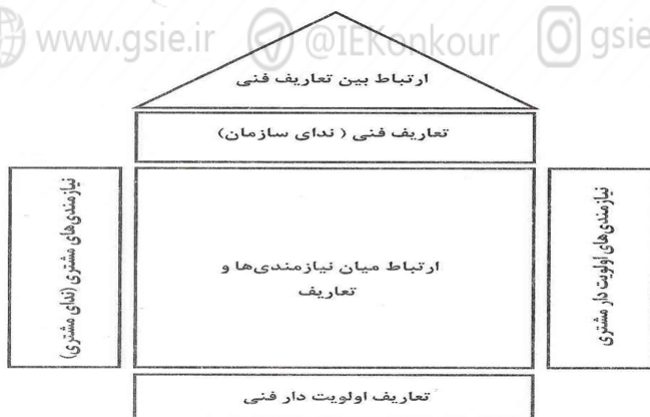 www.gsie.ir
@IEKonkour
gsie
ارتباط بین تعاریف فنی
تعاریف فنی ( ندای سازمان)
نیازمندی‌های مشتری (ندای مشتری)
ارتباط میان نیازمندی‌ها و
تعاریف
نیازمندی‌های اولویت دار مشتری
تعاریف اولویت دار فنی